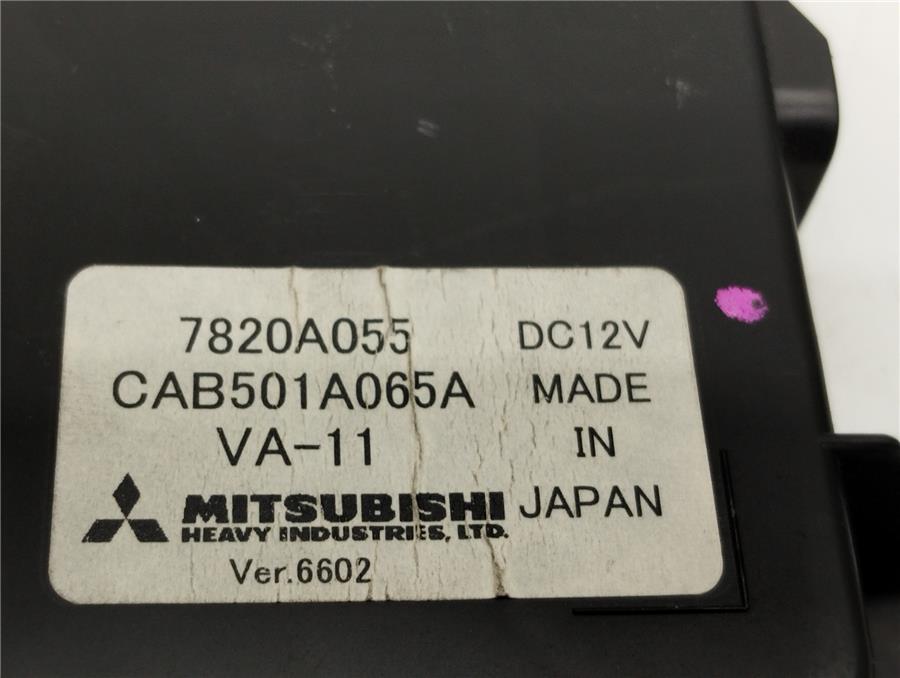 7820A055 DC12V
CAB501A065A MADE
VA-11 IN
MITSUBISHI JAPAN
HEAVY INDUSTRIES, LTD.
Ver.6602